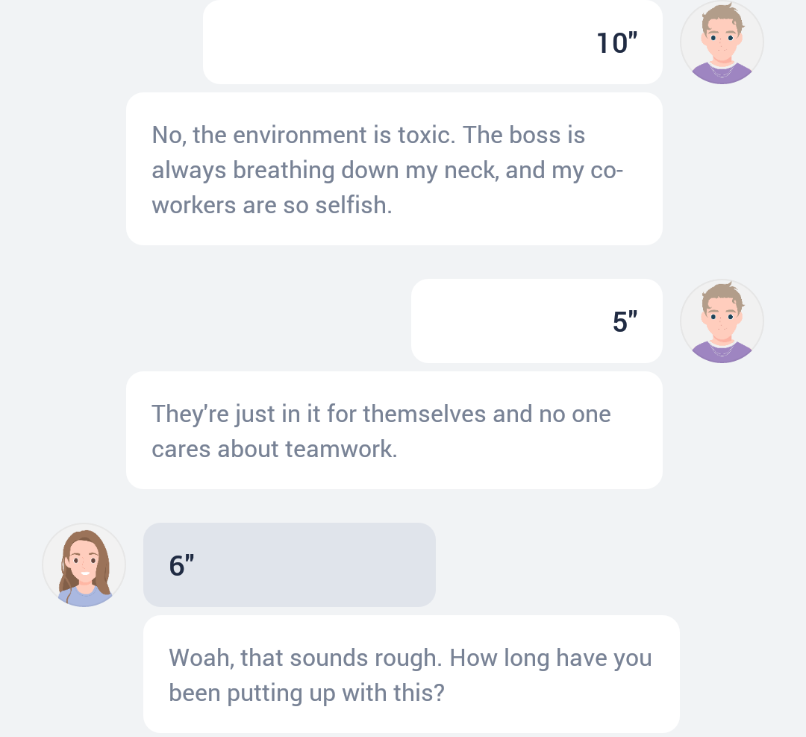 10″
No, the environment is toxic. The boss is
always breathing down my neck, and my co-
workers are so selfish.
5″
They're just in it for themselves and no one
cares about teamwork.
6″
Woah, that sounds rough. How long have you
been putting up with this?